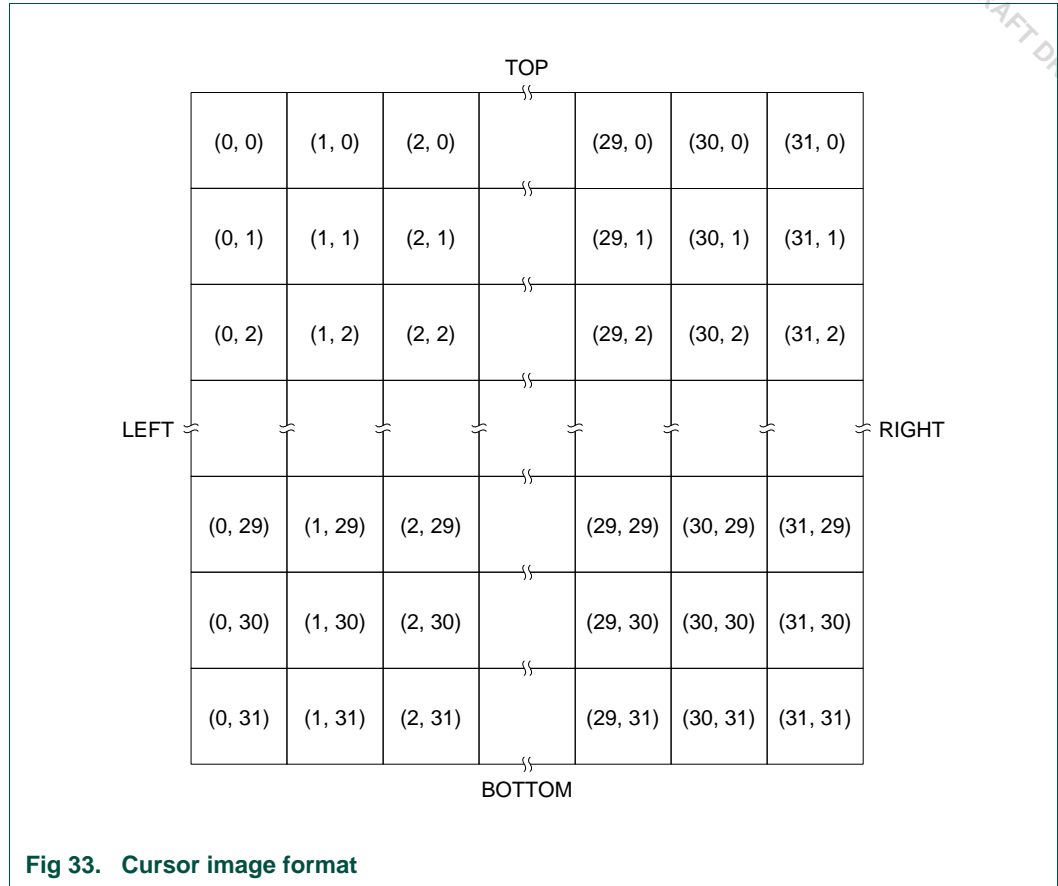 TOP
(0, 0) (1, 0) (2, 0) (29, 0) (30, 0) (31, 0)
(0, 1) (1, 1) (2, 1) (29, 1) (30, 1) (31, 1)
(0, 2) (1, 2) (2, 2) (29, 2) (30, 2) (31, 2)
LEFT RIGHT
(0, 29) (1, 29) (2, 29) (29, 29) (30, 29) (31, 29)
(0, 30) (1, 30) (2, 30) (29, 30) (30, 30) (31, 30)
(0, 31) (1, 31) (2, 31) (29, 31) (30, 31) (31, 31)
BOTTOM
Fig 33. Cursor image format